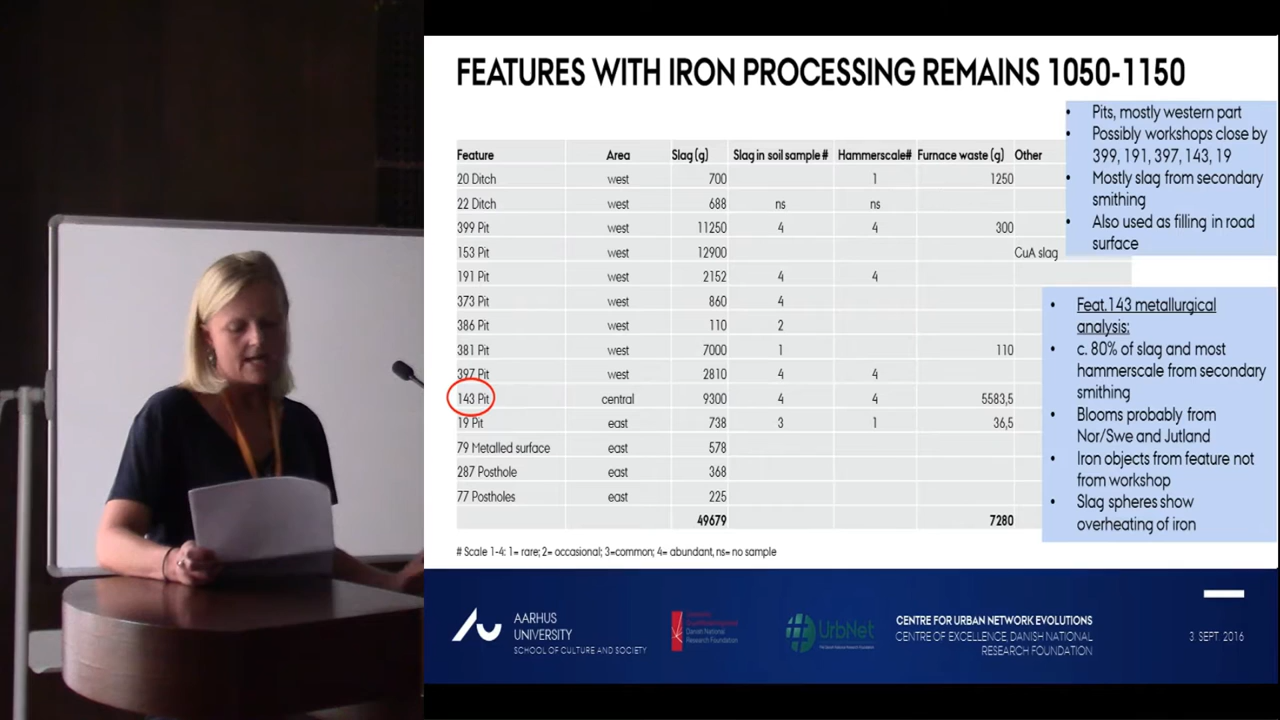 FEATURES WITH IRON PROCESSING REMAINS 1050-1150
Feature Area Slag (g) Slag in soil sample # Hammerscale# Furnace waste (g) Other
20 Ditch west 700 1 1250
22 Ditch west 688 ns ns
399 Pit west 11250 4 4 300
153 Pit west 12900 CuA slag
191 Pit west 2152 4 4
373 Pit west 860 4
386 Pit west 110 2
381 Pit west 7000 1 110
397 Pit west 2810 4 4
143 Pit central 9300 4 4 5583,5
19 Pit east 738 3 1 36,5
79 Metalled surface east 578
287 Posthole east 368
77 Postholes east 225
49679 7280
# Scale 1-4: 1= rare; 2= occasional; 3=common; 4= abundant, ns= no sample
• Pits, mostly western part
• Possibly workshops close by
399, 191, 397, 143, 19
• Mostly slag from secondary
smithing
• Also used as filling in road
surface
• Feat.143 metallurgical
analysis:
• c. 80% of slag and most
hammerscale from secondary
smithing
• Blooms probably from
Nor/Swe and Jutland
• Iron objects from feature not
from workshop
• Slag spheres show
overheating of iron
AARHUS
UNIVERSITY
SCHOOL OF CULTURE AND SOCIETY
Danish National
Research Foundation
UrbNet
CENTRE FOR URBAN NETWORK EVOLUTIONS
CENTRE OF EXCELLENCE, DANISH NATIONAL
RESEARCH FOUNDATION
3 SEPT. 2016